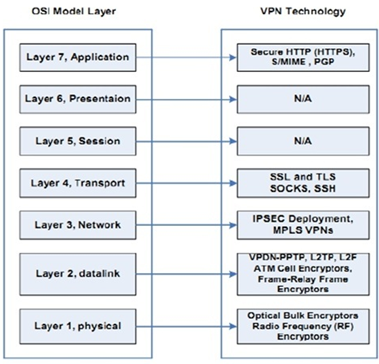 OSI Model Layer
VPN Technology
Layer 7, Application
Secure HTTP (HTTPS),
S/MIME , PGP
Layer 6, Presentaion
N/A
Layer 5, Session
N/A
Layer 4, Transport
SSL and TLS
SOCKS, SSH
Layer 3, Network
IPSEC Deployment,
MPLS VPNs
Layer 2, datalink
VPDN-PPTP, L2TP, L2F
ATM Cell Encryptors,
Frame-Relay Frame
Encryptors
Layer 1, physical
Optical Bulk Encryptors
Radio Frequency (RF)
Encryptors